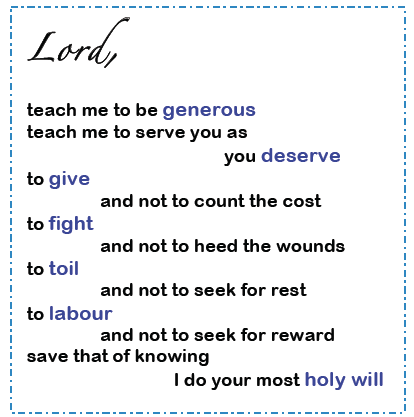 Lord,
teach me to be generous
teach me to serve you as
you deserve
to give
and not to count the cost
to fight
and not to heed the wounds
to toil
and not to seek for rest
to labour
and not to seek for reward
save that of knowing
I do your most holy will